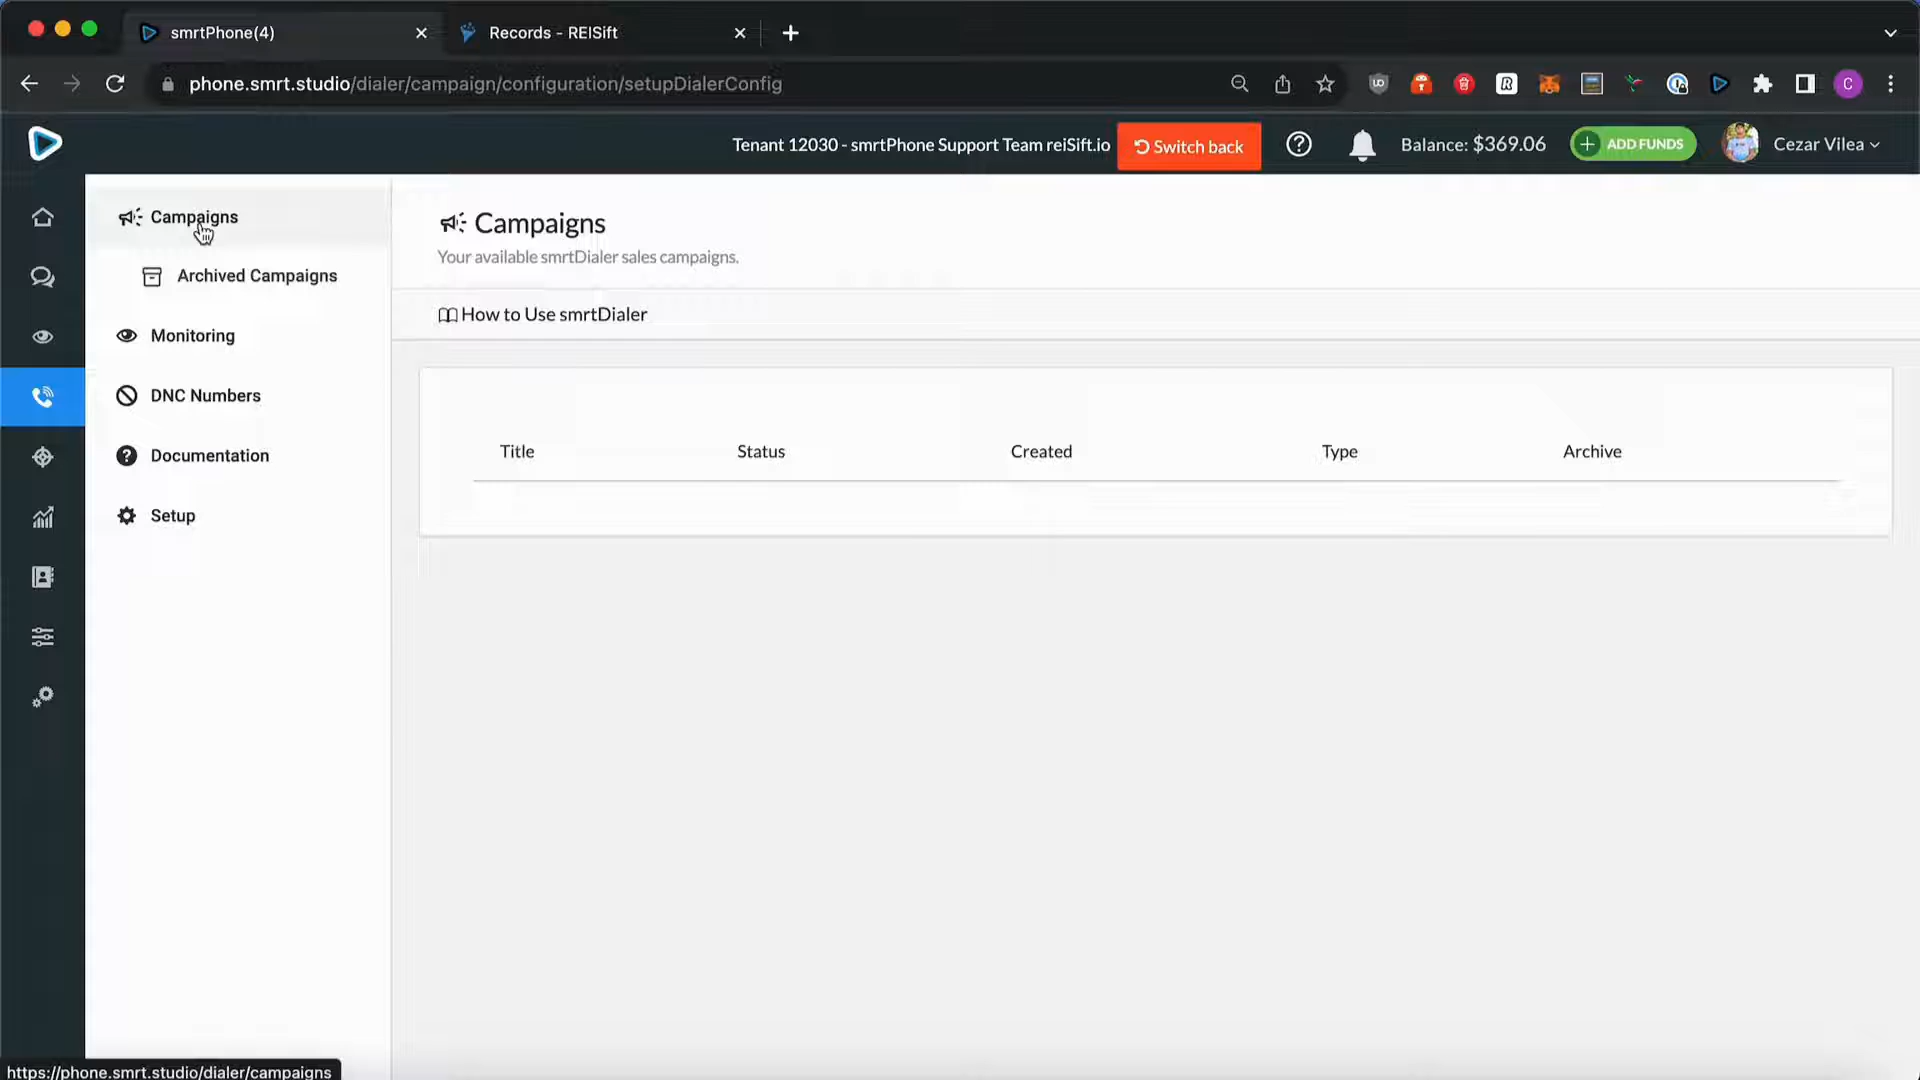 smrtPhone(4)
Records - REISift
phone.smrt.studio/dialer/campaign/configuration/setupDialerConfig
C
Tenant 12030 - smrtPhone Support Team reiSift.io
Switch back
Balance: $369.06
ADD FUNDS
Cezar Vilea
Campaigns
Archived Campaigns
Monitoring
DNC Numbers
Documentation
Setup
Campaigns
Your available smrtDialer sales campaigns.
How to Use smrtDialer
Title Status Created Type Archive
https://phone.smrt.studio/dialer/campaigns